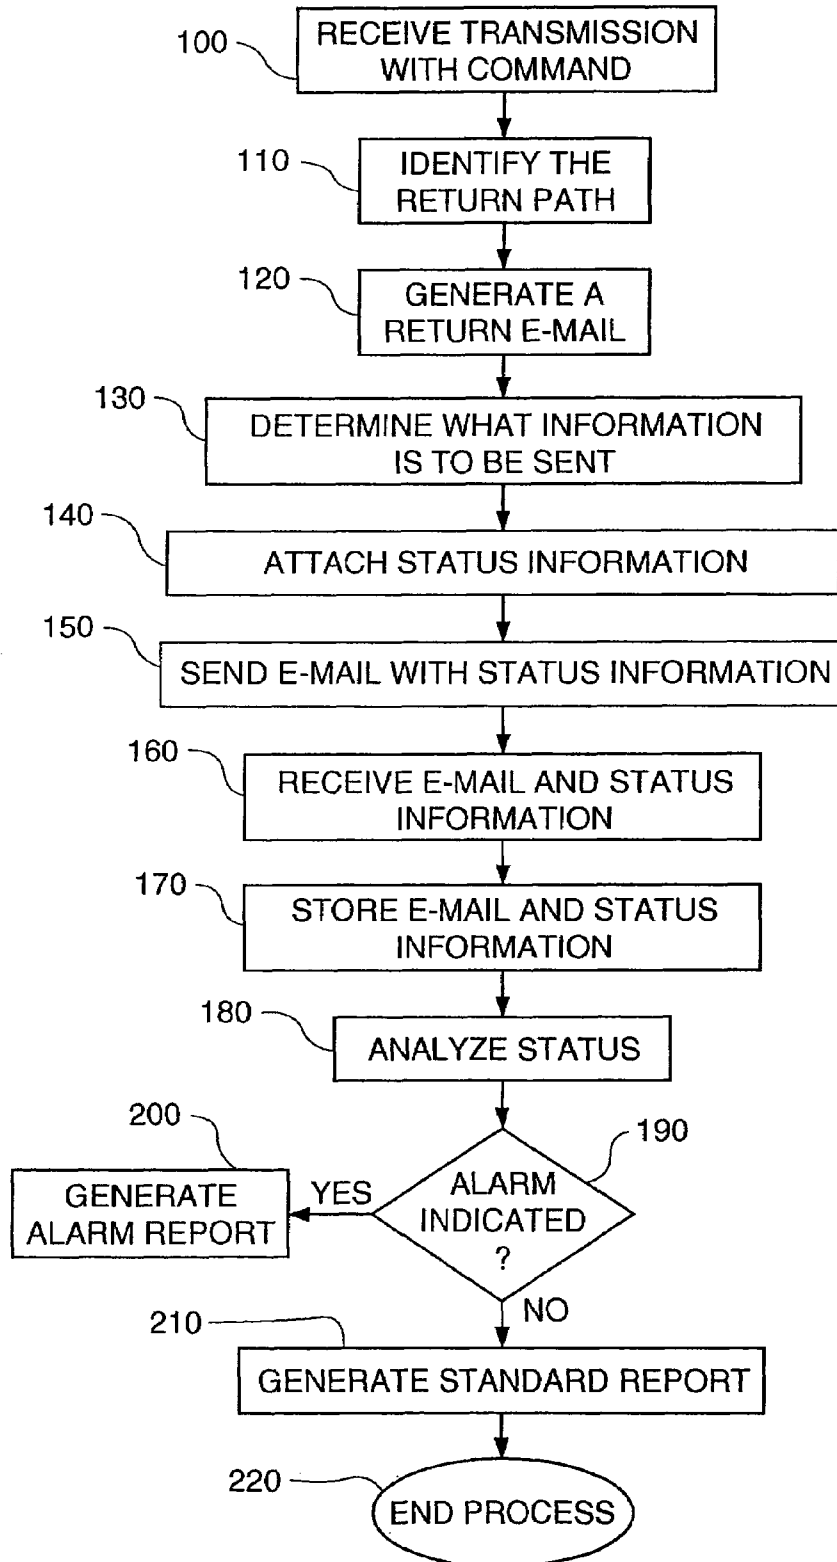 100
RECEIVE TRANSMISSION
WITH COMMAND
110
IDENTIFY THE
RETURN PATH
120
GENERATE A
RETURN E-MAIL
130
DETERMINE WHAT INFORMATION
IS TO BE SENT
140
ATTACH STATUS INFORMATION
150
SEND E-MAIL WITH STATUS INFORMATION
160
RECEIVE E-MAIL AND STATUS
INFORMATION
170
STORE E-MAIL AND STATUS
INFORMATION
180
ANALYZE STATUS
190
ALARM
INDICATED
?
YES
200
GENERATE
ALARM REPORT
NO
210
GENERATE STANDARD REPORT
220
END PROCESS